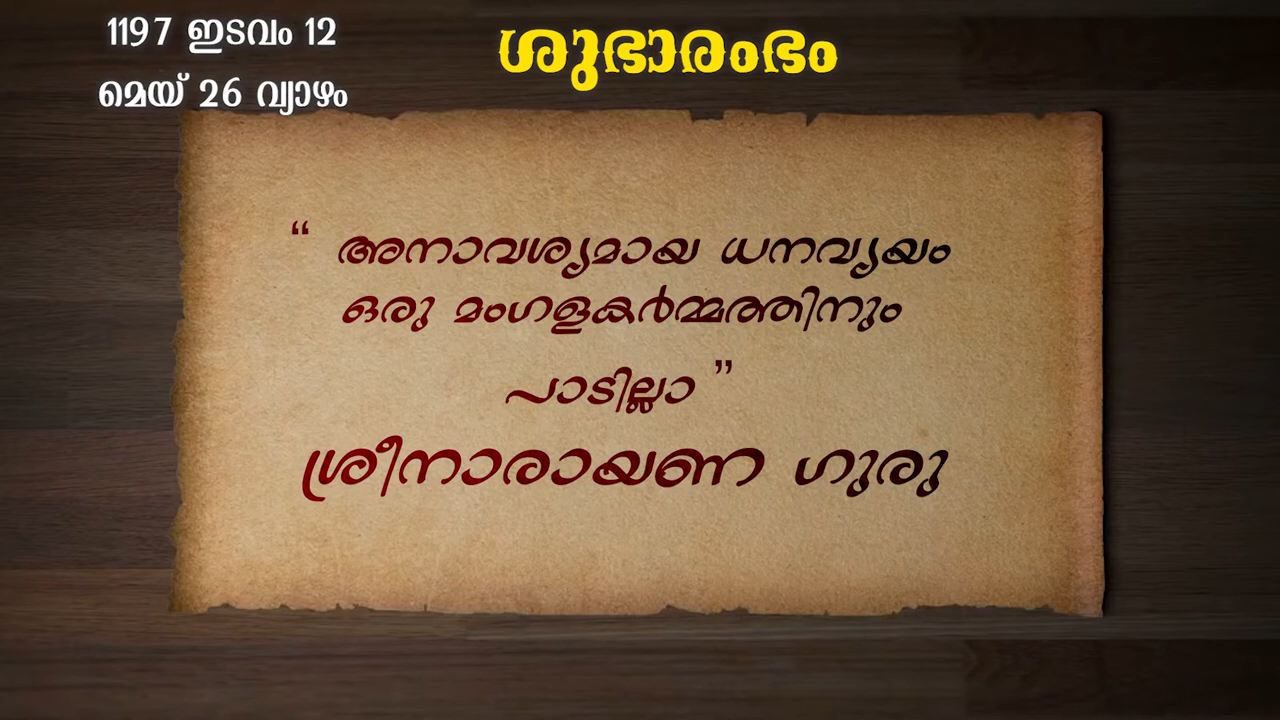 1197 ഇടവം 12
മെയ് 26 വ്യാഴം
ശുഭാരംഭം
“ അനാവശ്യമായ ധനവ്യയം
ഒരു മംഗളകർമ്മത്തിനും
പാടില്ലാ ”
ശ്രീനാരായണ ഗുരു